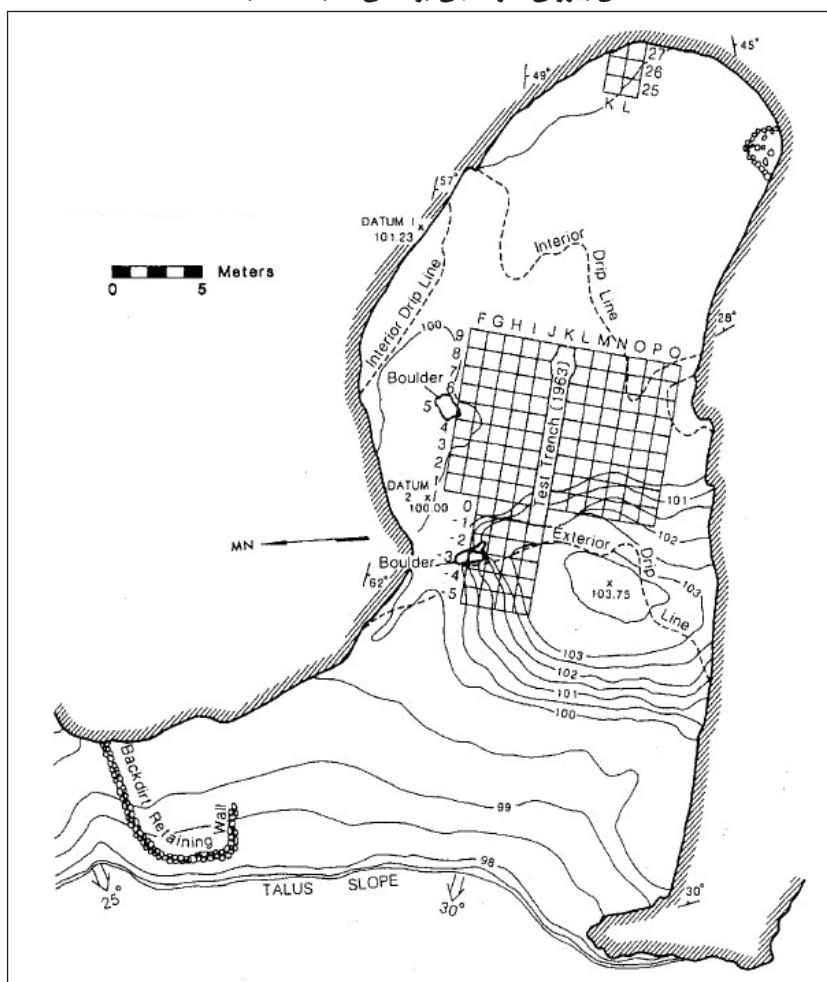 27
26
25
K L
45°
49°
57°
DATUM 1 x
101.23
Meters
0 5
Interior Drip Line
Interior Drip Line
28°
F G H I J K L M N O P Q
9
8
7
6
5
4
3
2
1
0
-1
-2
-3
-4
-5
100
Boulder
Test Trench (1963)
DATUM
2 x
100.00
101
102
MN
Boulder
Exterior Drip Line
62°
x
103.75
103
103
102
101
100
Backdirt Retaining Wall
99
98
25°
TALUS SLOPE
30°
30°